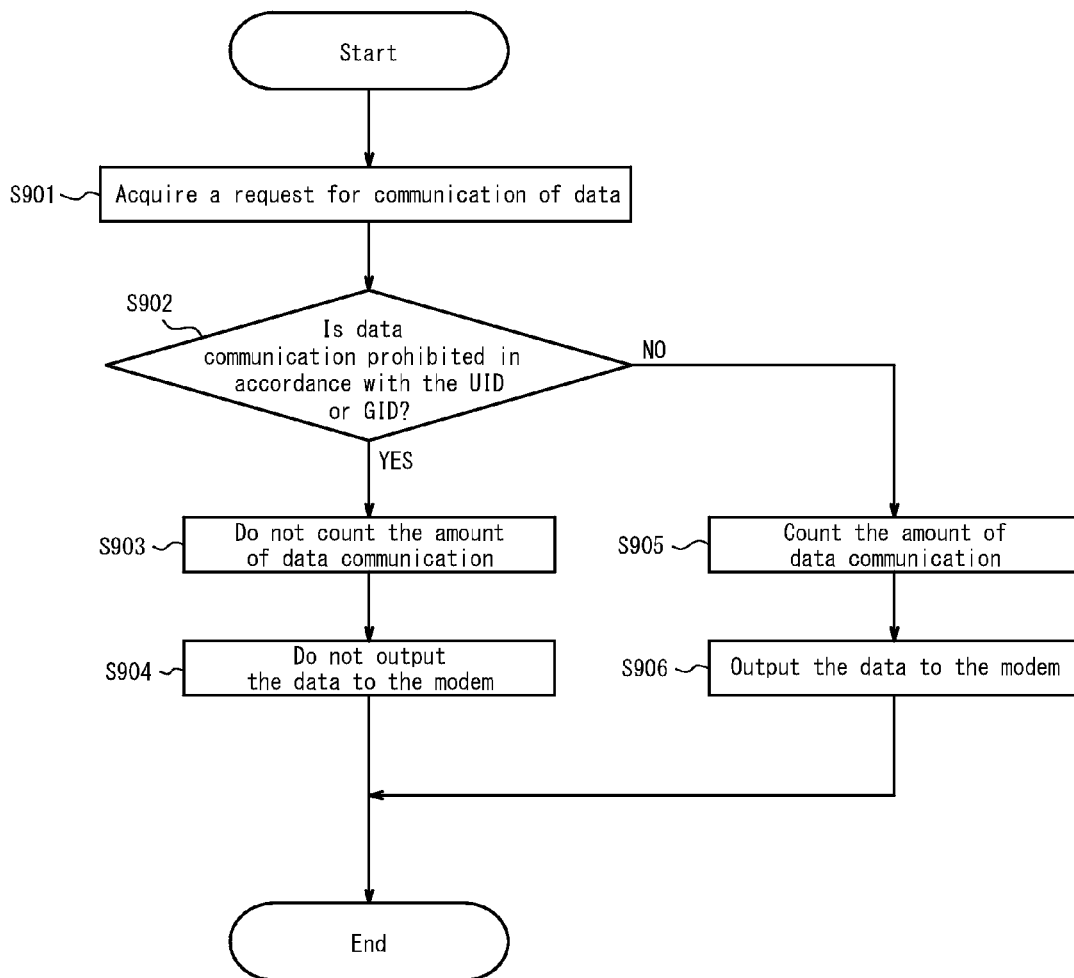 Start
S901
Acquire a request for communication of data
S902
Is data
communication prohibited in
accordance with the UID
or GID?
NO
YES
S903
Do not count the amount
of data communication
S905
Count the amount of
data communication
S904
Do not output
the data to the modem
S906
Output the data to the modem
End